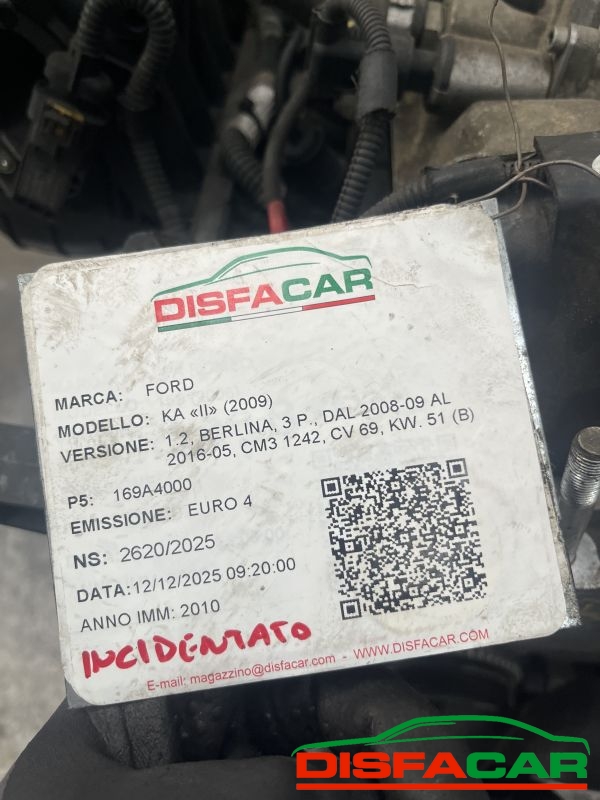 DISFACAR
MARCA: FORD
MODELLO: KA «II» (2009)
VERSIONE: 1.2, BERLINA, 3 P., DAL 2008-09 AL
2016-05, CM3 1242, CV 69, KW. 51 (B)
P5: 169A4000
EMISSIONE: EURO 4
NS: 2620/2025
DATA:12/12/2025 09:20:00
ANNO IMM: 2010
INCIDENTATO
E-mail: magazzino@disfacar.com - WWW.DISFACAR.COM
DISFACAR